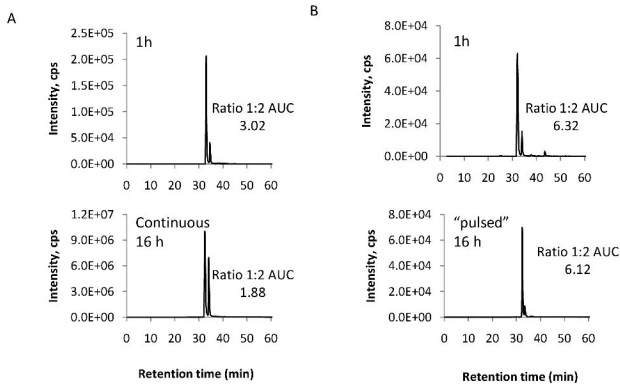 A
1h
Intensity, cps
2.5E+05
2.0E+05
1.5E+05
1.0E+05
5.0E+04
0.0E+00
Ratio 1:2 AUC
3.02
0 10 20 30 40 50 60
Continuous
16 h
Intensity, cps
1.2E+07
9.0E+06
6.0E+06
3.0E+06
0.0E+00
Ratio 1:2 AUC
1.88
0 10 20 30 40 50 60
Retention time (min)
B
1h
Intensity, cps
8.0E+04
6.0E+04
4.0E+04
2.0E+04
0.0E+00
Ratio 1:2 AUC
6.32
0 10 20 30 40 50 60
“pulsed”
16 h
Intensity, cps
8.0E+04
6.0E+04
4.0E+04
2.0E+04
0.0E+00
Ratio 1:2 AUC
6.12
0 10 20 30 40 50 60
Retention time (min)